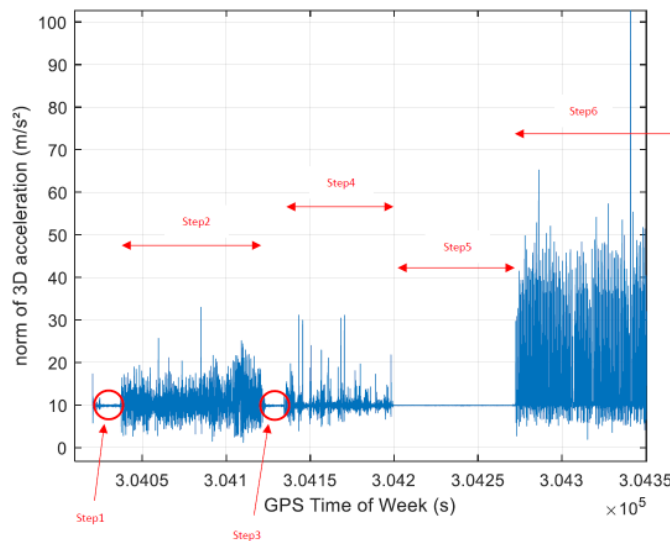 100
90
80
70
60
50
40
30
20
10
0
norm of 3D acceleration (m/s²)
Step6
Step4
Step2
Step5
3.0405 3.041 3.0415 3.042 3.0425 3.043 3.0435
GPS Time of Week (s)
×10⁵
Step1
Step3